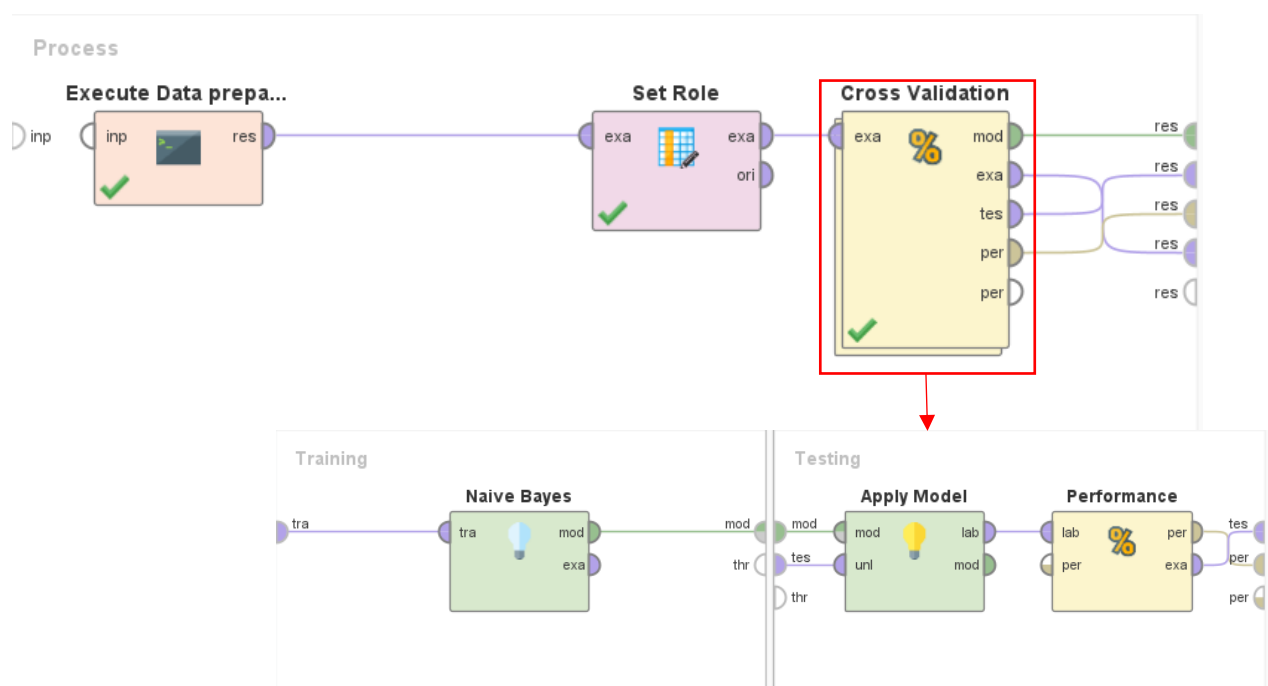 Process
Execute Data prepa...
Set Role
Cross Validation
inp
inp
res
exa
exa
ori
exa
mod
exa
tes
per
per
res
res
res
res
res
Training
Testing
Naive Bayes
Apply Model
Performance
tra
tra
mod
exa
mod
thr
mod
tes
thr
mod
unl
lab
mod
lab
per
per
exa
tes
per
per